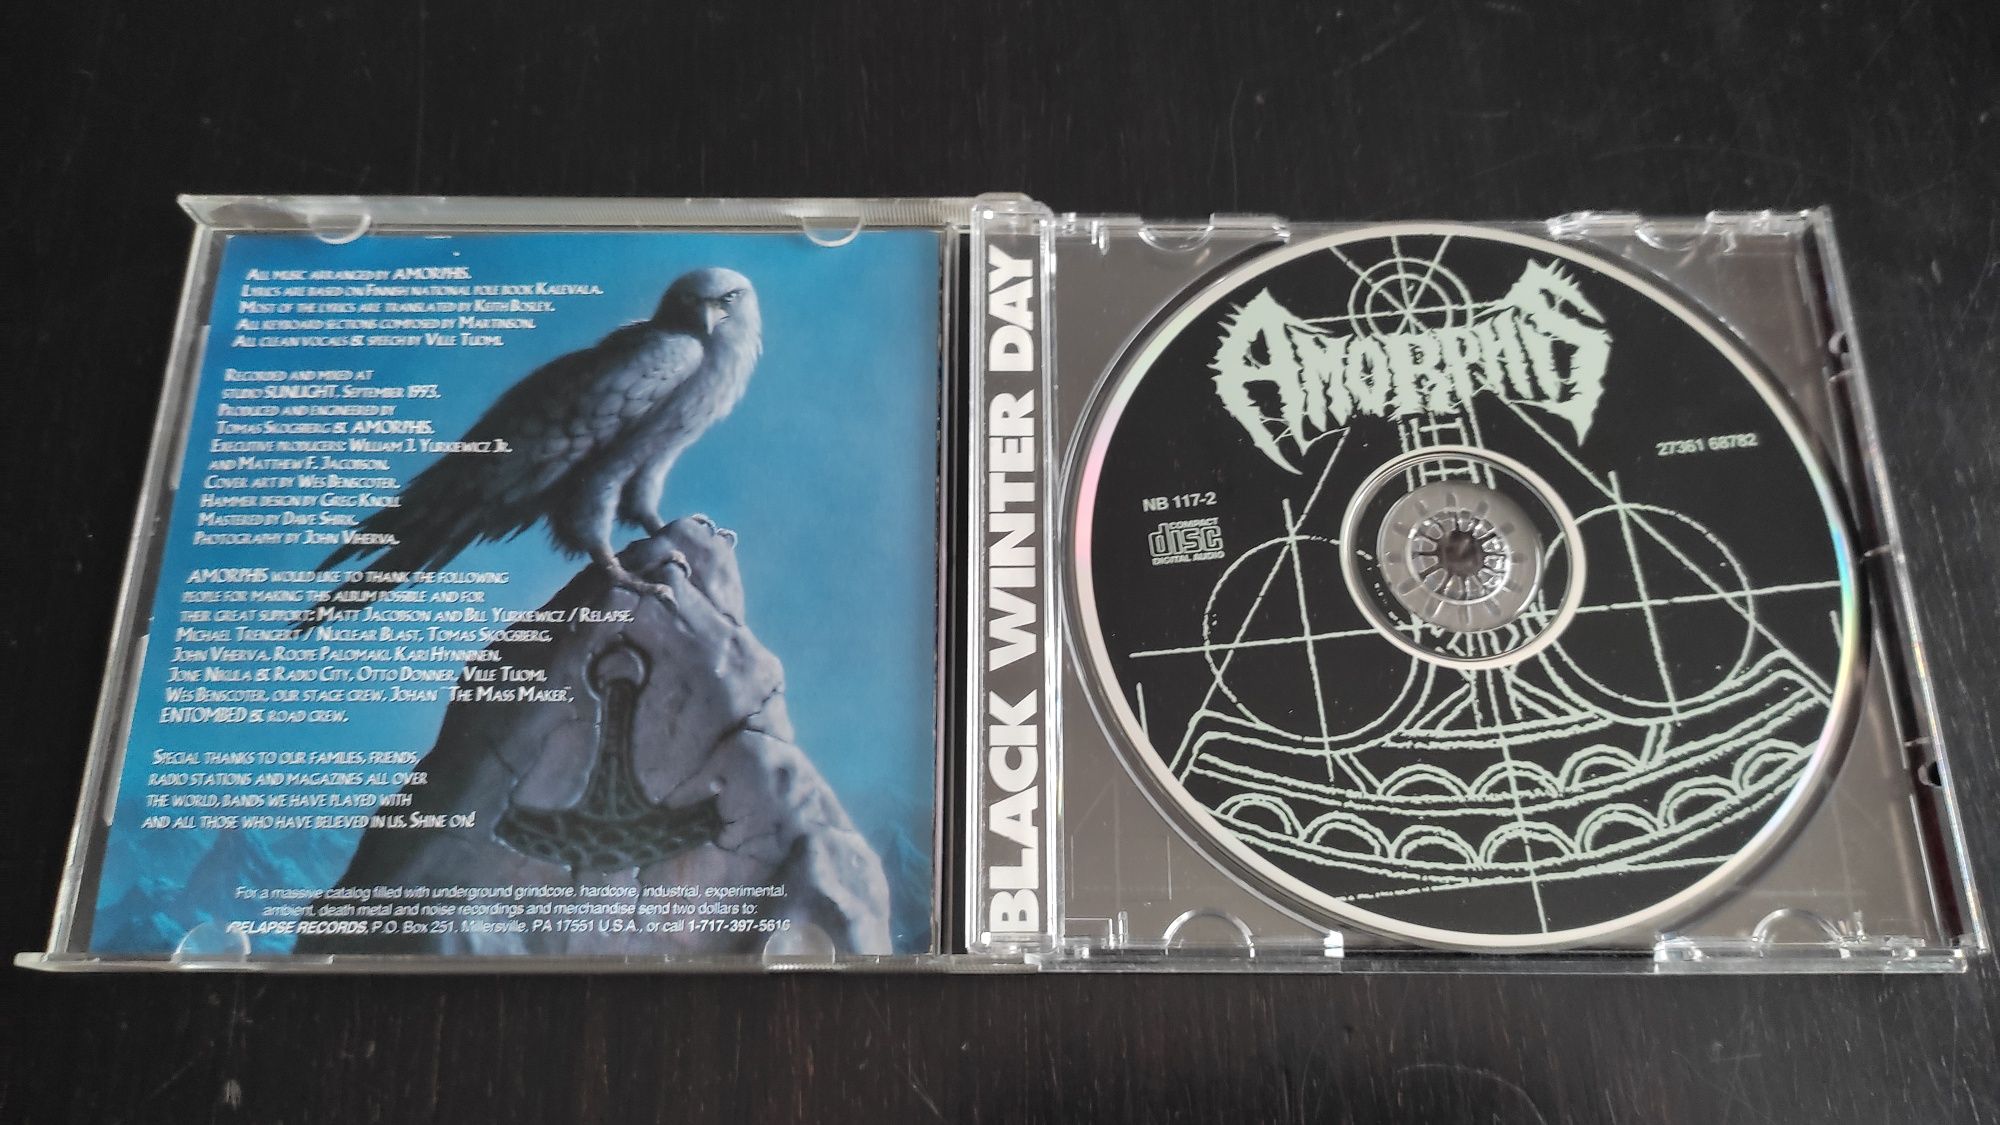 ALL MUSIC ARRANGED BY AMORPHIS.
LYRICS ARE BASED ON FINNISH NATIONAL FOLE BOOK KALEVALA.
MOST OF THE LYRICS ARE TRANSLATED BY KEITH BOSLEY.
ALL KEYBOARD SECTIONS COMPOSED BY MARTINSON.
ALL CLEAN VOCALS & SPEECH BY VILLE TUOMI.
RECORDED AND MIXED AT
STUDIO SUNLIGHT, SEPTEMBER 1993.
PRODUCED AND ENGINEERED BY
TOMAS SKOGSBERG & AMORPHIS.
EXECUTIVE PRODUCERS: WILLIAM J. YURKIEWICZ JR.
AND MATTHEW F. JACOBSON.
COVER ART BY WES BENSCOTER.
HAMMER DESIGN BY GREG KNOLL
MASTERED BY DAVE SHIRK.
PHOTOGRAPHY BY JOHN VIHERVA.
AMORPHIS WOULD LIKE TO THANK THE FOLLOWING
PEOPLE FOR MAKING THIS ALBUM POSSIBLE AND FOR
THEIR GREAT SUPPORT: MATT JACOBSON AND BILL YURKIEWICZ / RELAPSE,
MICHAEL TRENGERT / NUCLEAR BLAST, TOMAS SKOGSBERG,
JOHN VIHERVA, ROOPE PALOMAKI, KARI HYNNINEN,
JONE NIKULA & RADIO CITY, OTTO DONNER, VILLE TUOMI,
WES BENSCOTER, OUR STAGE CREW, JOHAN "THE MASS MAKER",
ENTOMBED & ROAD CREW.
SPECIAL THANKS TO OUR FAMILIES, FRIENDS,
RADIO STATIONS AND MAGAZINES ALL OVER
THE WORLD, BANDS WE HAVE PLAYED WITH
AND ALL THOSE WHO HAVE BELIEVED IN US. SHINE ON!
For a massive catalog filled with underground grindcore, hardcore, industrial, experimental,
ambient, death metal and noise recordings and merchandise send two dollars to:
RELAPSE RECORDS, P.O. Box 251, Millersville, PA 17551 U.S.A., or call 1-717-397-5616
BLACK WINTER DAY
AMORPHIS
27361 68782
NB 117-2
COMPACT
disc
DIGITAL AUDIO